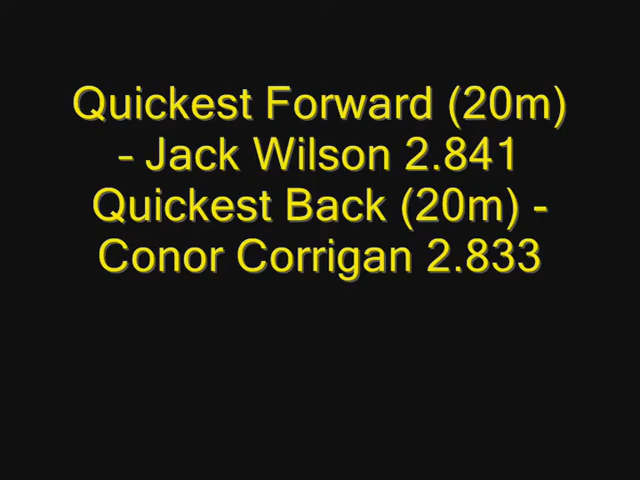 Quickest Forward (20m)
– Jack Wilson 2.841
Quickest Back (20m) -
Conor Corrigan 2.833